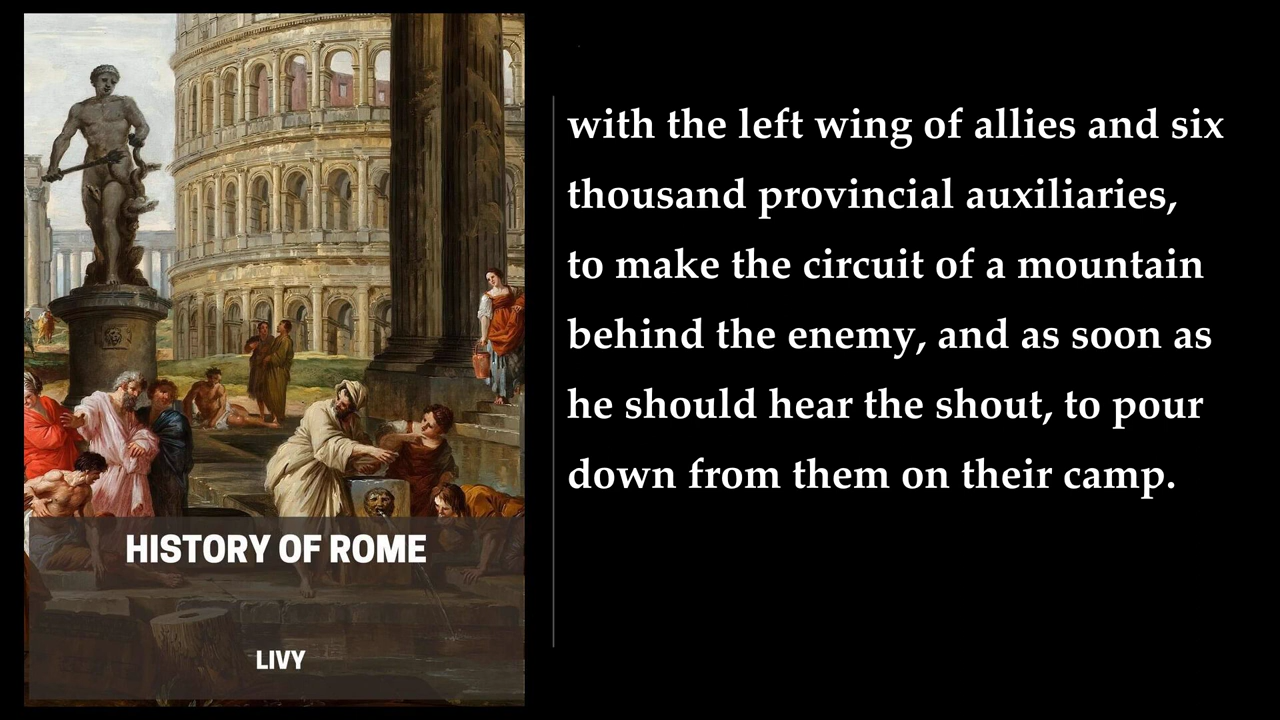 HISTORY OF ROME
LIVY
with the left wing of allies and six
thousand provincial auxiliaries,
to make the circuit of a mountain
behind the enemy, and as soon as
he should hear the shout, to pour
down from them on their camp.